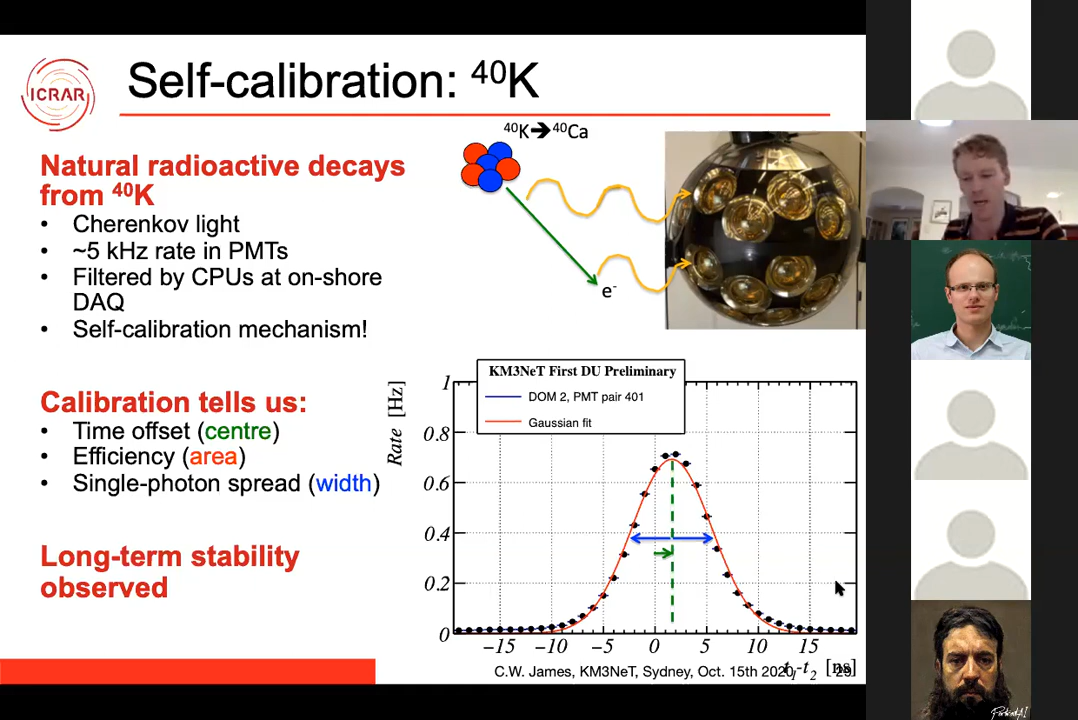 ICRAR
Self-calibration: ⁴⁰K
⁴⁰K➔⁴⁰Ca
Natural radioactive decays
from ⁴⁰K
• Cherenkov light
• ~5 kHz rate in PMTs
• Filtered by CPUs at on-shore
DAQ
• Self-calibration mechanism!
e⁻
Calibration tells us:
• Time offset (centre)
• Efficiency (area)
• Single-photon spread (width)
Long-term stability
observed
KM3NeT First DU Preliminary
DOM 2, PMT pair 401
Gaussian fit
Rate [Hz]
1
0.8
0.6
0.4
0.2
0
−15 −10 −5 0 5 10 15
t₁-t₂ [ns]
C.W. James, KM3NeT, Sydney, Oct. 15th 2020